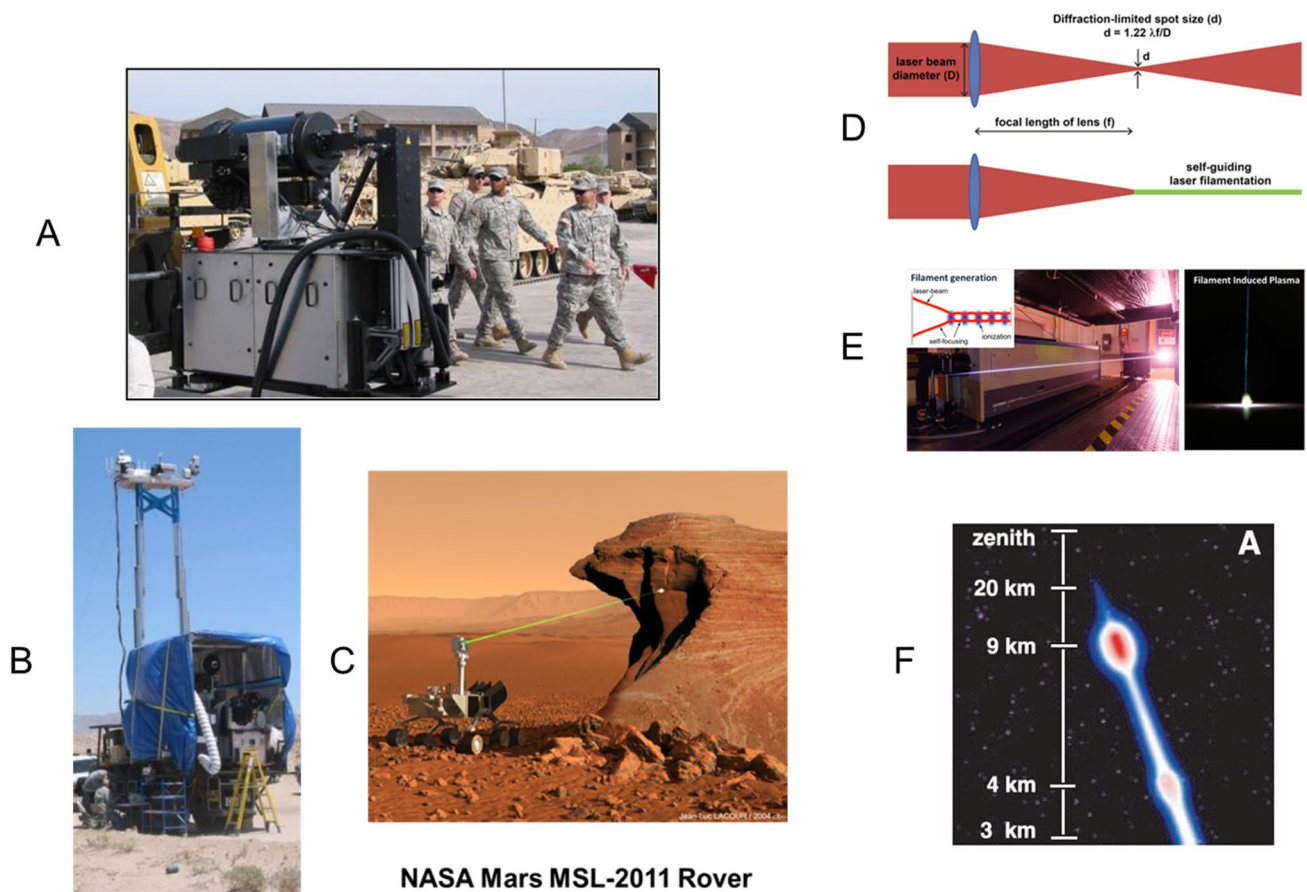 A
B
C
Jean-Luc LACOUR / 2004
NASA Mars MSL-2011 Rover
D
Diffraction-limited spot size (d)
d = 1.22 λf/D
laser beam
diameter (D)
d
focal length of lens (f)
self-guiding
laser filamentation
E
Filament generation
laser-beam
self-focusing
ionization
Filament Induced Plasma
F
A
zenith
20 km
9 km
4 km
3 km